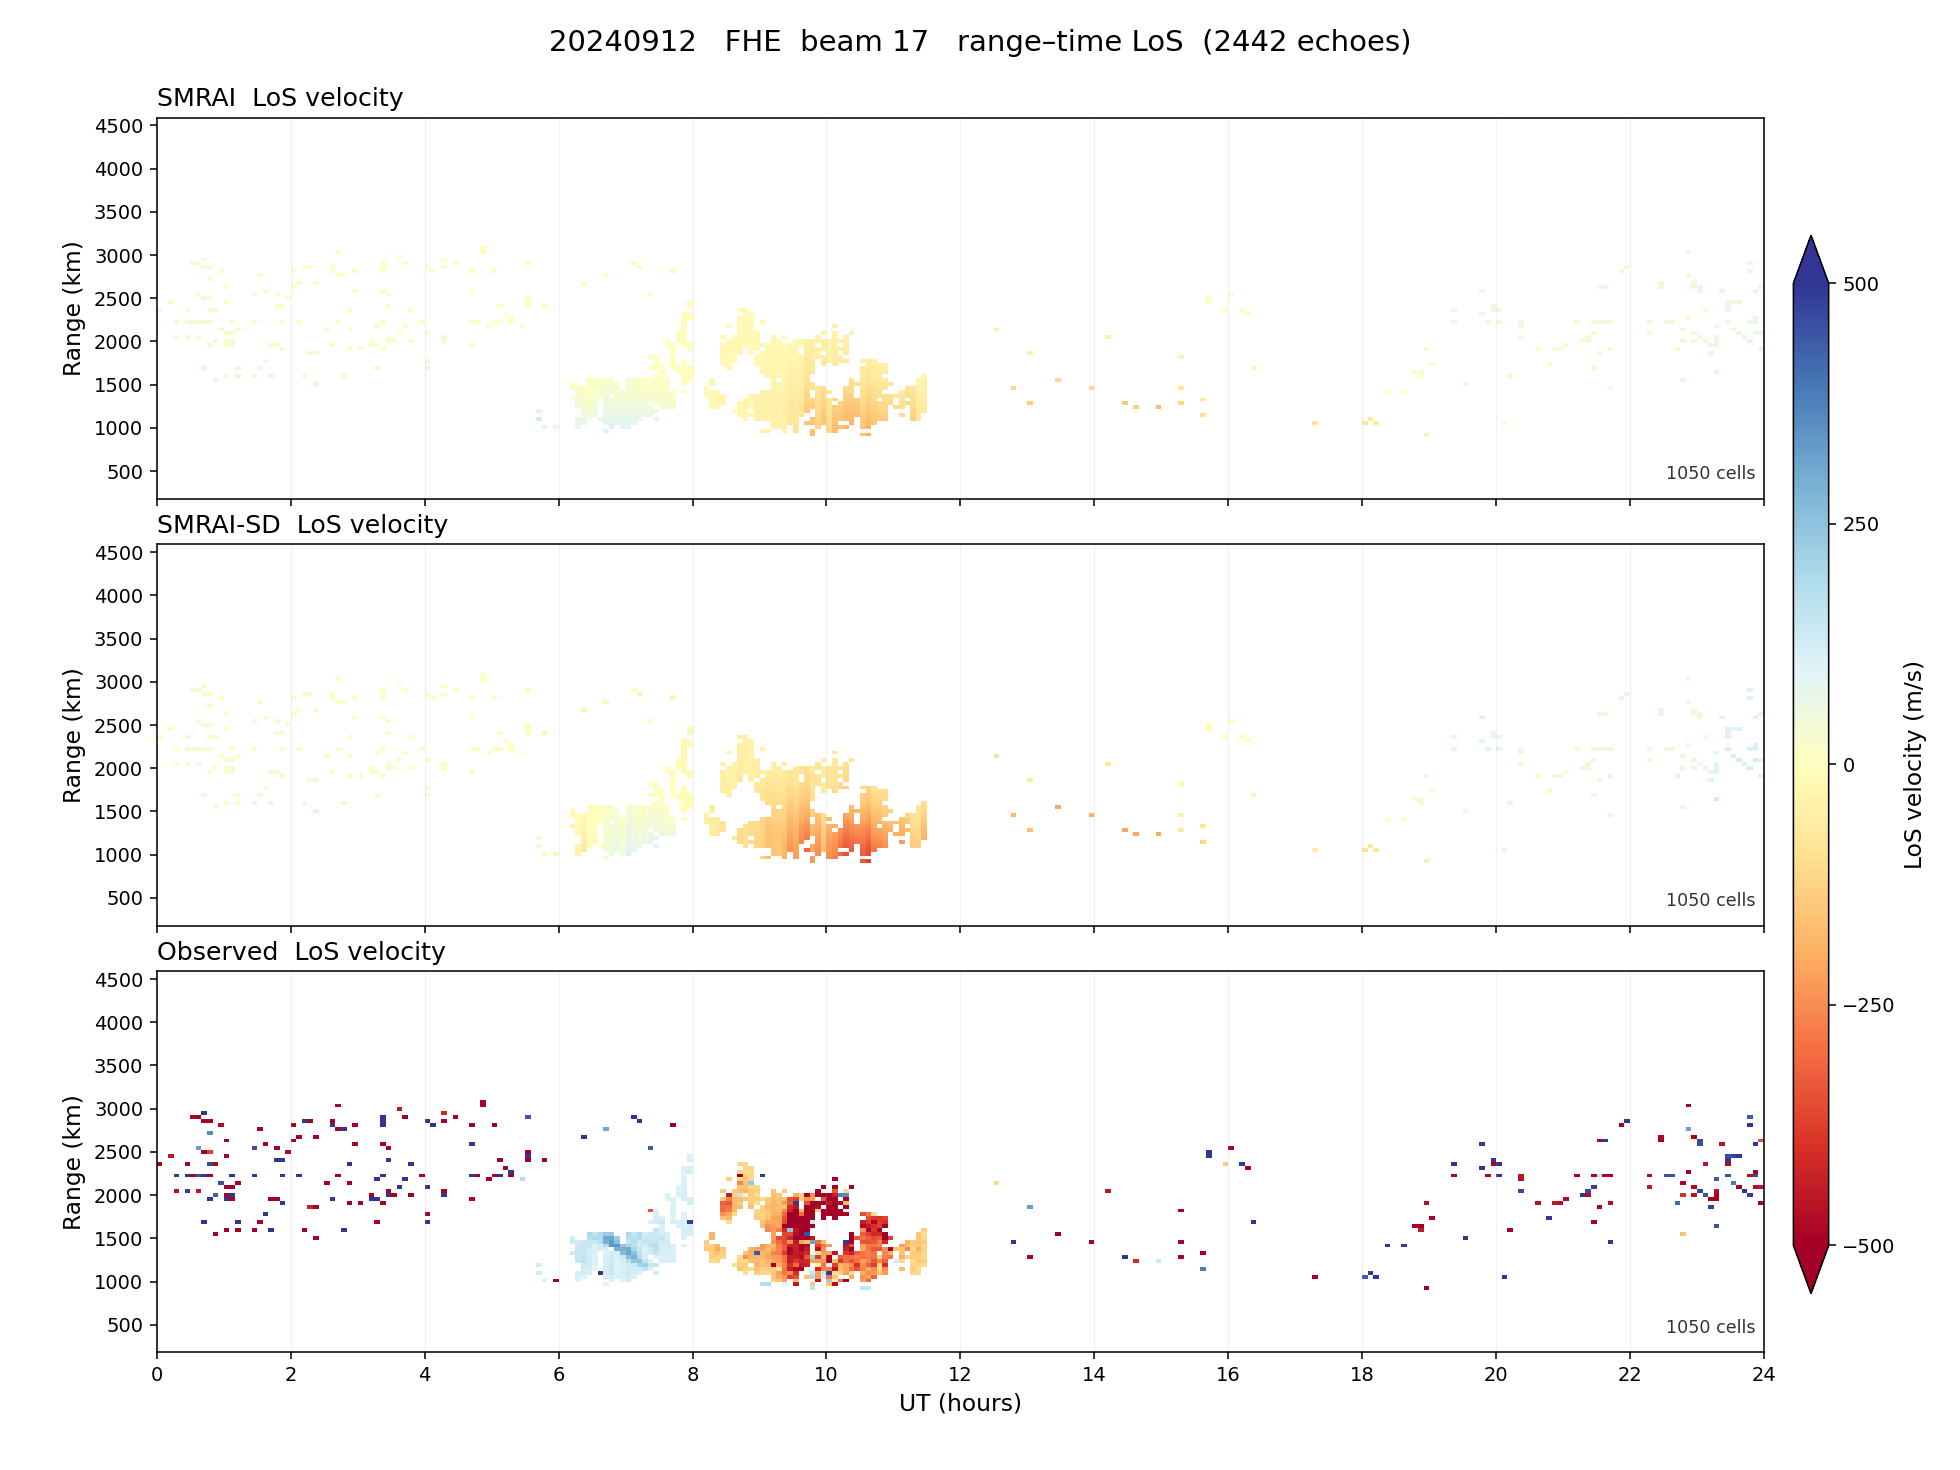 20240912   FHE  beam 17   range–time LoS  (2442 echoes)
SMRAI  LoS velocity
4500
4000
3500
3000
2500
2000
1500
1000
500
Range (km)
1050 cells
SMRAI-SD  LoS velocity
4500
4000
3500
3000
2500
2000
1500
1000
500
Range (km)
1050 cells
Observed  LoS velocity
4500
4000
3500
3000
2500
2000
1500
1000
500
Range (km)
1050 cells
0 2 4 6 8 10 12 14 16 18 20 22 24
UT (hours)
500
250
0
−250
−500
LoS velocity (m/s)